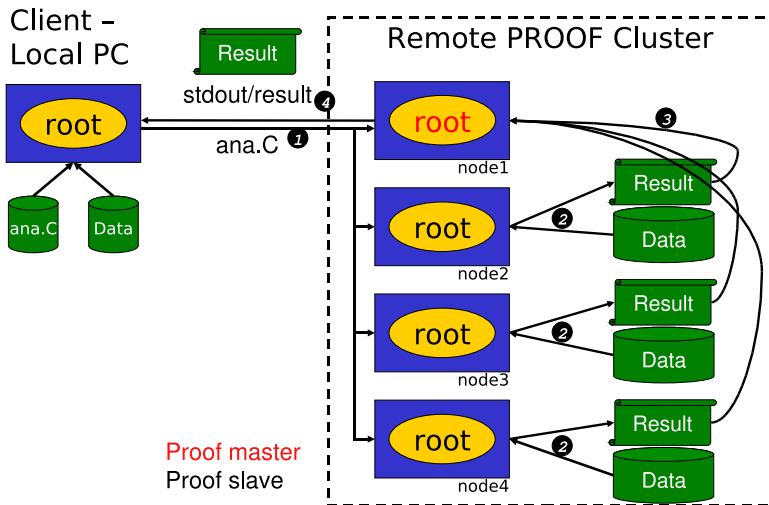 Client –
Local PC
Result
Remote PROOF Cluster
root
stdout/result 4
ana.C 1
ana.C
Data
root
node1
3
root
node2
2
Result
Data
root
node3
2
Result
Data
root
node4
2
Result
Data
Proof master
Proof slave